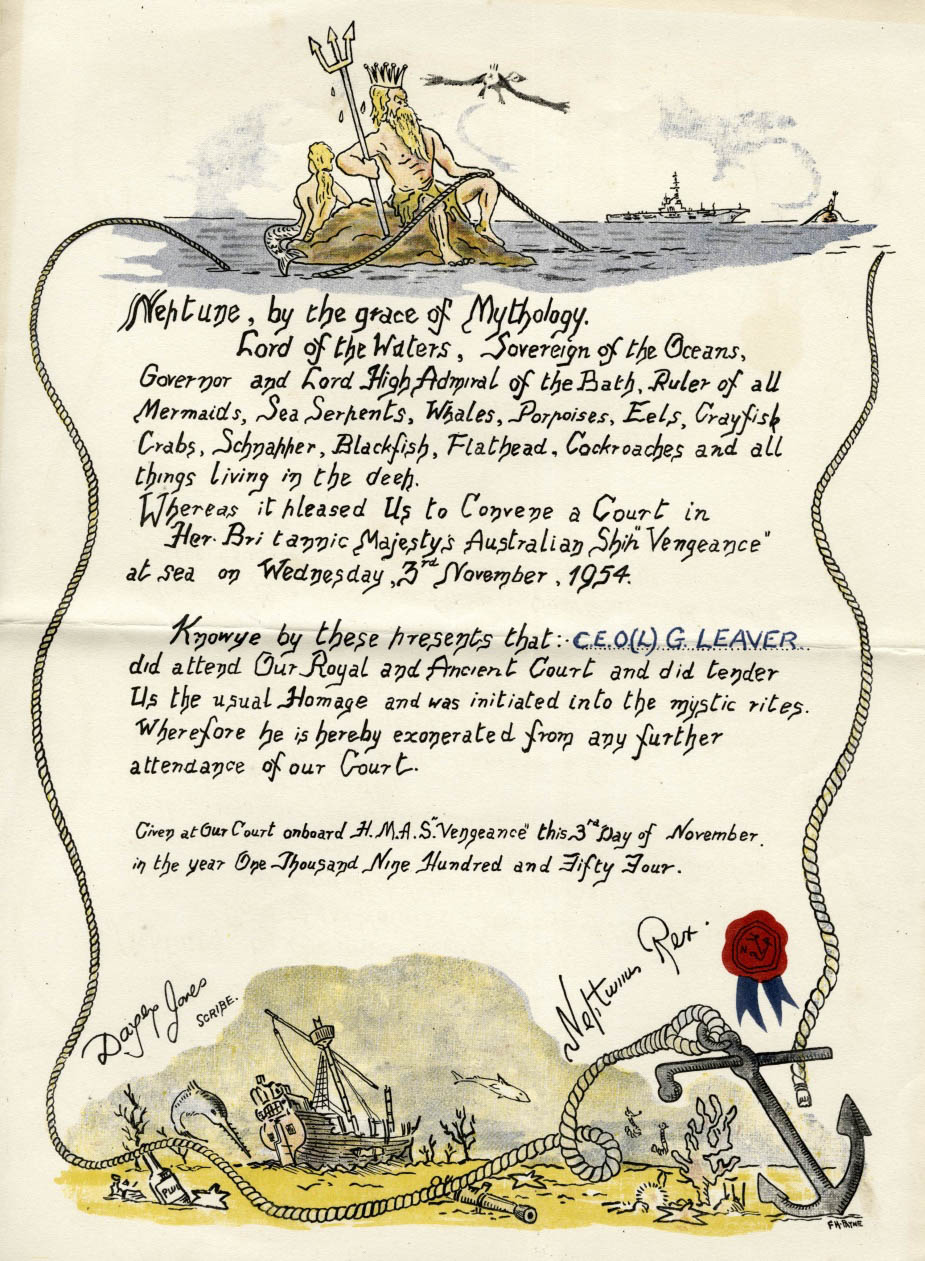 Neptune, by the grace of Mythology.
Lord of the Waters, Sovereign of the Oceans,
Governor and Lord High Admiral of the Bath, Ruler of all
Mermaids, Sea Serpents, Whales, Porpoises, Eels, Crayfish
Crabs, Schnapper, Blackfish, Flathead, Cockroaches and all
things living in the deep.
Whereas it pleased Us to Convene a Court in
Her Britannic Majesty's Australian Ship "Vengeance"
at sea on Wednesday, 3rd November, 1954.
Knowye by these presents that: C.E.O(L) G LEAVER
did attend Our Royal and Ancient Court and did tender
Us the usual Homage and was initiated into the mystic rites.
Wherefore he is hereby exonerated from any further
attendance of our Court.
Given at Our Court onboard H.M.A.S. "Vengeance" this 3rd Day of November
in the year One Thousand Nine Hundred and Fifty Four.
Jones
SCRIBE.
Neptunus Rex.
N R
PLUM
F.H. PAYNE